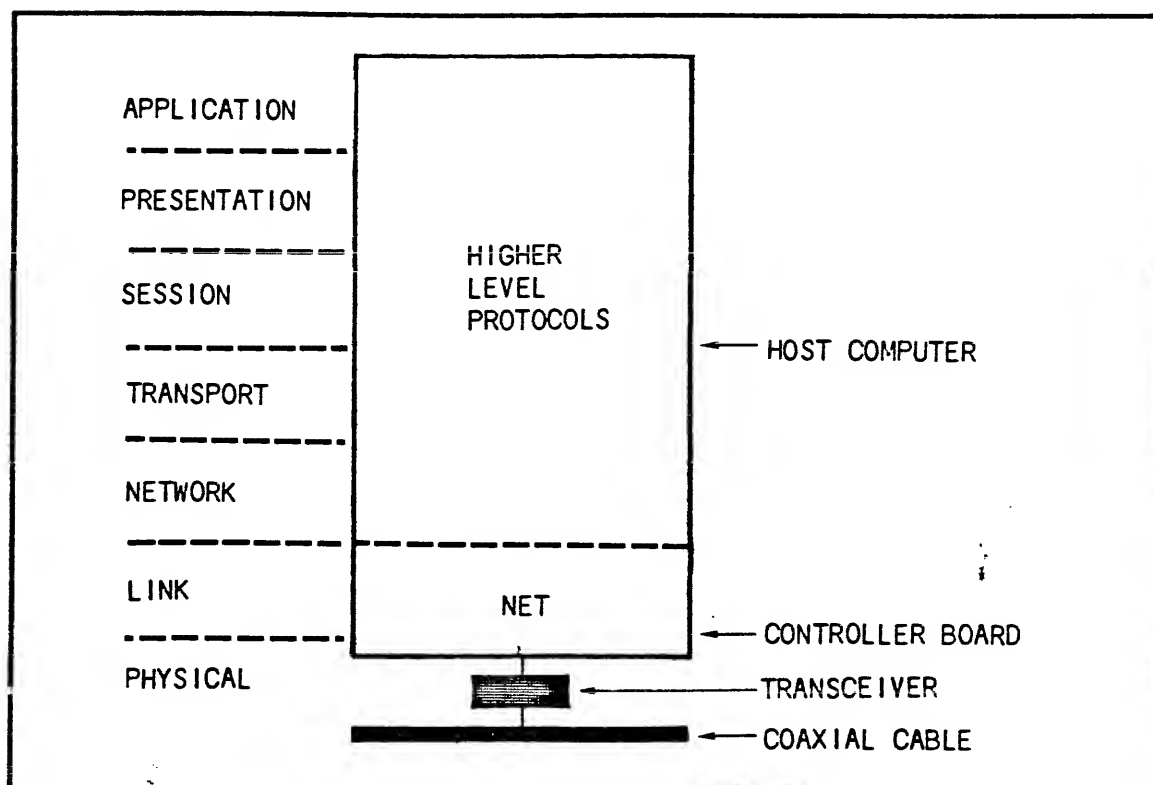 APPLICATION
PRESENTATION
SESSION
TRANSPORT
NETWORK
LINK
PHYSICAL
HIGHER
LEVEL
PROTOCOLS
NET
HOST COMPUTER
CONTROLLER BOARD
TRANSCEIVER
COAXIAL CABLE